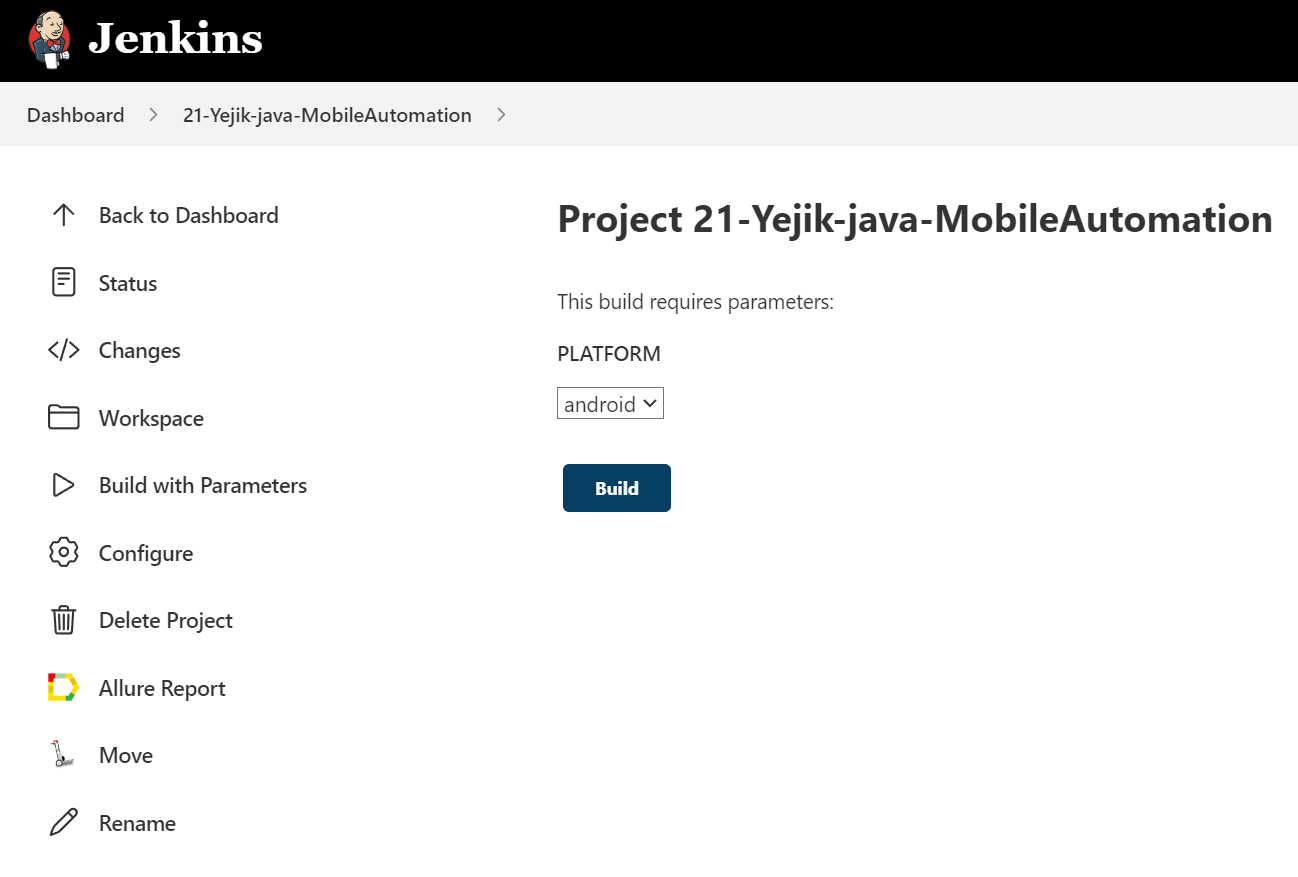 Jenkins
Dashboard
21-Yejik-java-MobileAutomation
Back to Dashboard
Status
Changes
Workspace
Build with Parameters
Configure
Delete Project
Allure Report
Move
Rename
Project 21-Yejik-java-MobileAutomation
This build requires parameters:
PLATFORM
android
Build